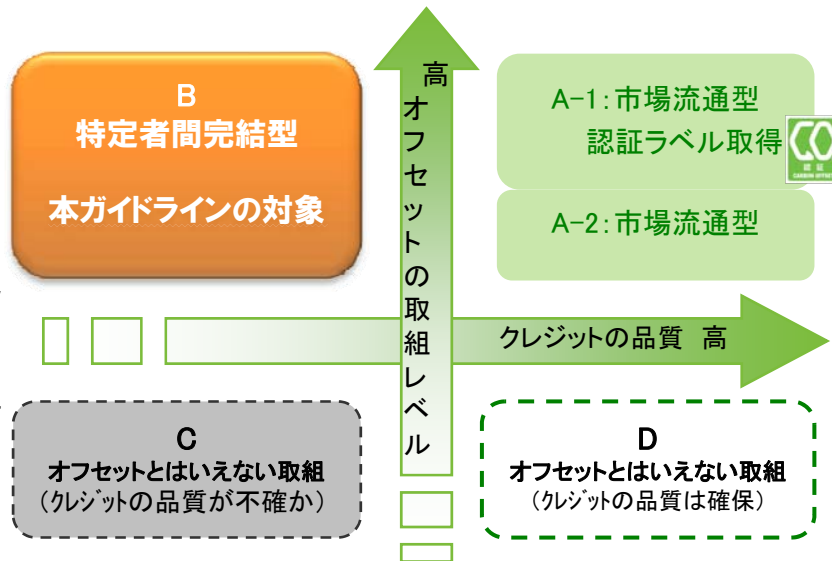 B
特定者間完結型
本ガイドラインの対象
高
オフセットの取組レベル
A-1:市場流通型
認証ラベル取得
CO
認証
CARBON OFFSET
A-2:市場流通型
クレジットの品質 高
C
オフセットとはいえない取組
(クレジットの品質が不確か)
D
オフセットとはいえない取組
(クレジットの品質は確保)